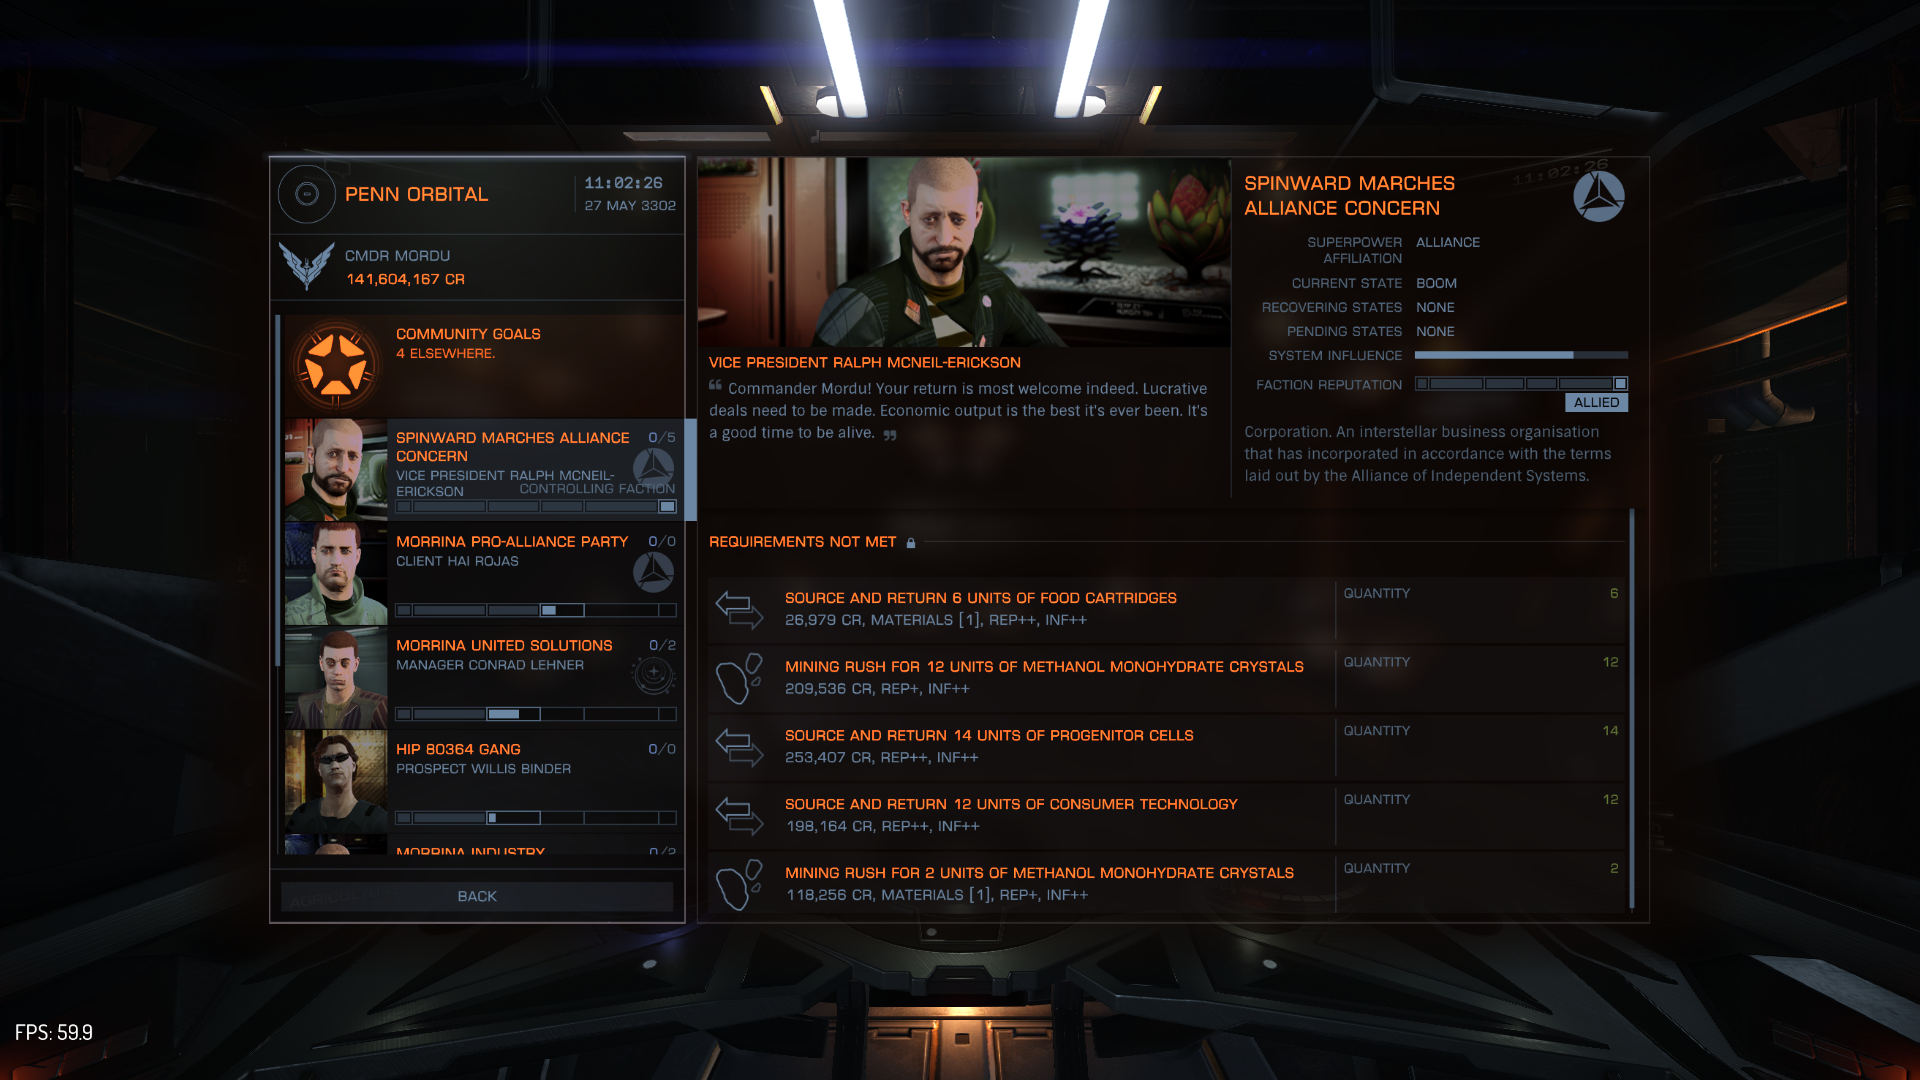 PENN ORBITAL
11:02:26
27 MAY 3302
CMDR MORDU
141,604,167 CR
COMMUNITY GOALS
4 ELSEWHERE.
SPINWARD MARCHES ALLIANCE CONCERN
0/5
VICE PRESIDENT RALPH MCNEIL-ERICKSON
CONTROLLING FACTION
MORRINA PRO-ALLIANCE PARTY
0/0
CLIENT HAI ROJAS
MORRINA UNITED SOLUTIONS
0/2
MANAGER CONRAD LEHNER
HIP 80364 GANG
0/0
PROSPECT WILLIS BINDER
MORRINA INDUSTRY
0/2
BACK
VICE PRESIDENT RALPH MCNEIL-ERICKSON
❝ Commander Mordu! Your return is most welcome indeed. Lucrative
deals need to be made. Economic output is the best it's ever been. It's
a good time to be alive. ❞
SPINWARD MARCHES
ALLIANCE CONCERN
11:02:26
SUPERPOWER AFFILIATION ALLIANCE
CURRENT STATE BOOM
RECOVERING STATES NONE
PENDING STATES NONE
SYSTEM INFLUENCE
FACTION REPUTATION
ALLIED
Corporation. An interstellar business organisation
that has incorporated in accordance with the terms
laid out by the Alliance of Independent Systems.
REQUIREMENTS NOT MET
SOURCE AND RETURN 6 UNITS OF FOOD CARTRIDGES
26,979 CR, MATERIALS [1], REP++, INF++
QUANTITY 6
MINING RUSH FOR 12 UNITS OF METHANOL MONOHYDRATE CRYSTALS
209,536 CR, REP+, INF++
QUANTITY 12
SOURCE AND RETURN 14 UNITS OF PROGENITOR CELLS
253,407 CR, REP++, INF++
QUANTITY 14
SOURCE AND RETURN 12 UNITS OF CONSUMER TECHNOLOGY
198,164 CR, REP++, INF++
QUANTITY 12
MINING RUSH FOR 2 UNITS OF METHANOL MONOHYDRATE CRYSTALS
118,256 CR, MATERIALS [1], REP+, INF++
QUANTITY 2
FPS: 59.9